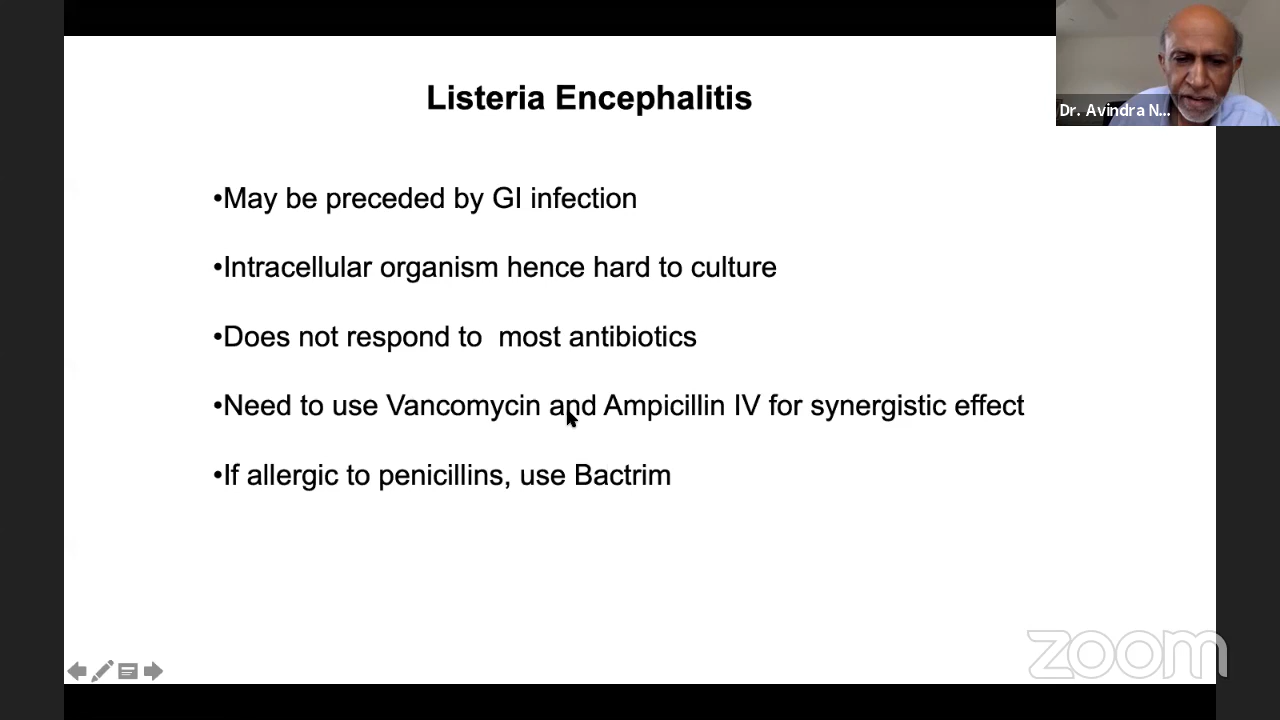 Listeria Encephalitis
Dr. Avindra N...
•May be preceded by GI infection
•Intracellular organism hence hard to culture
•Does not respond to  most antibiotics
•Need to use Vancomycin and Ampicillin IV for synergistic effect
•If allergic to penicillins, use Bactrim
zoom